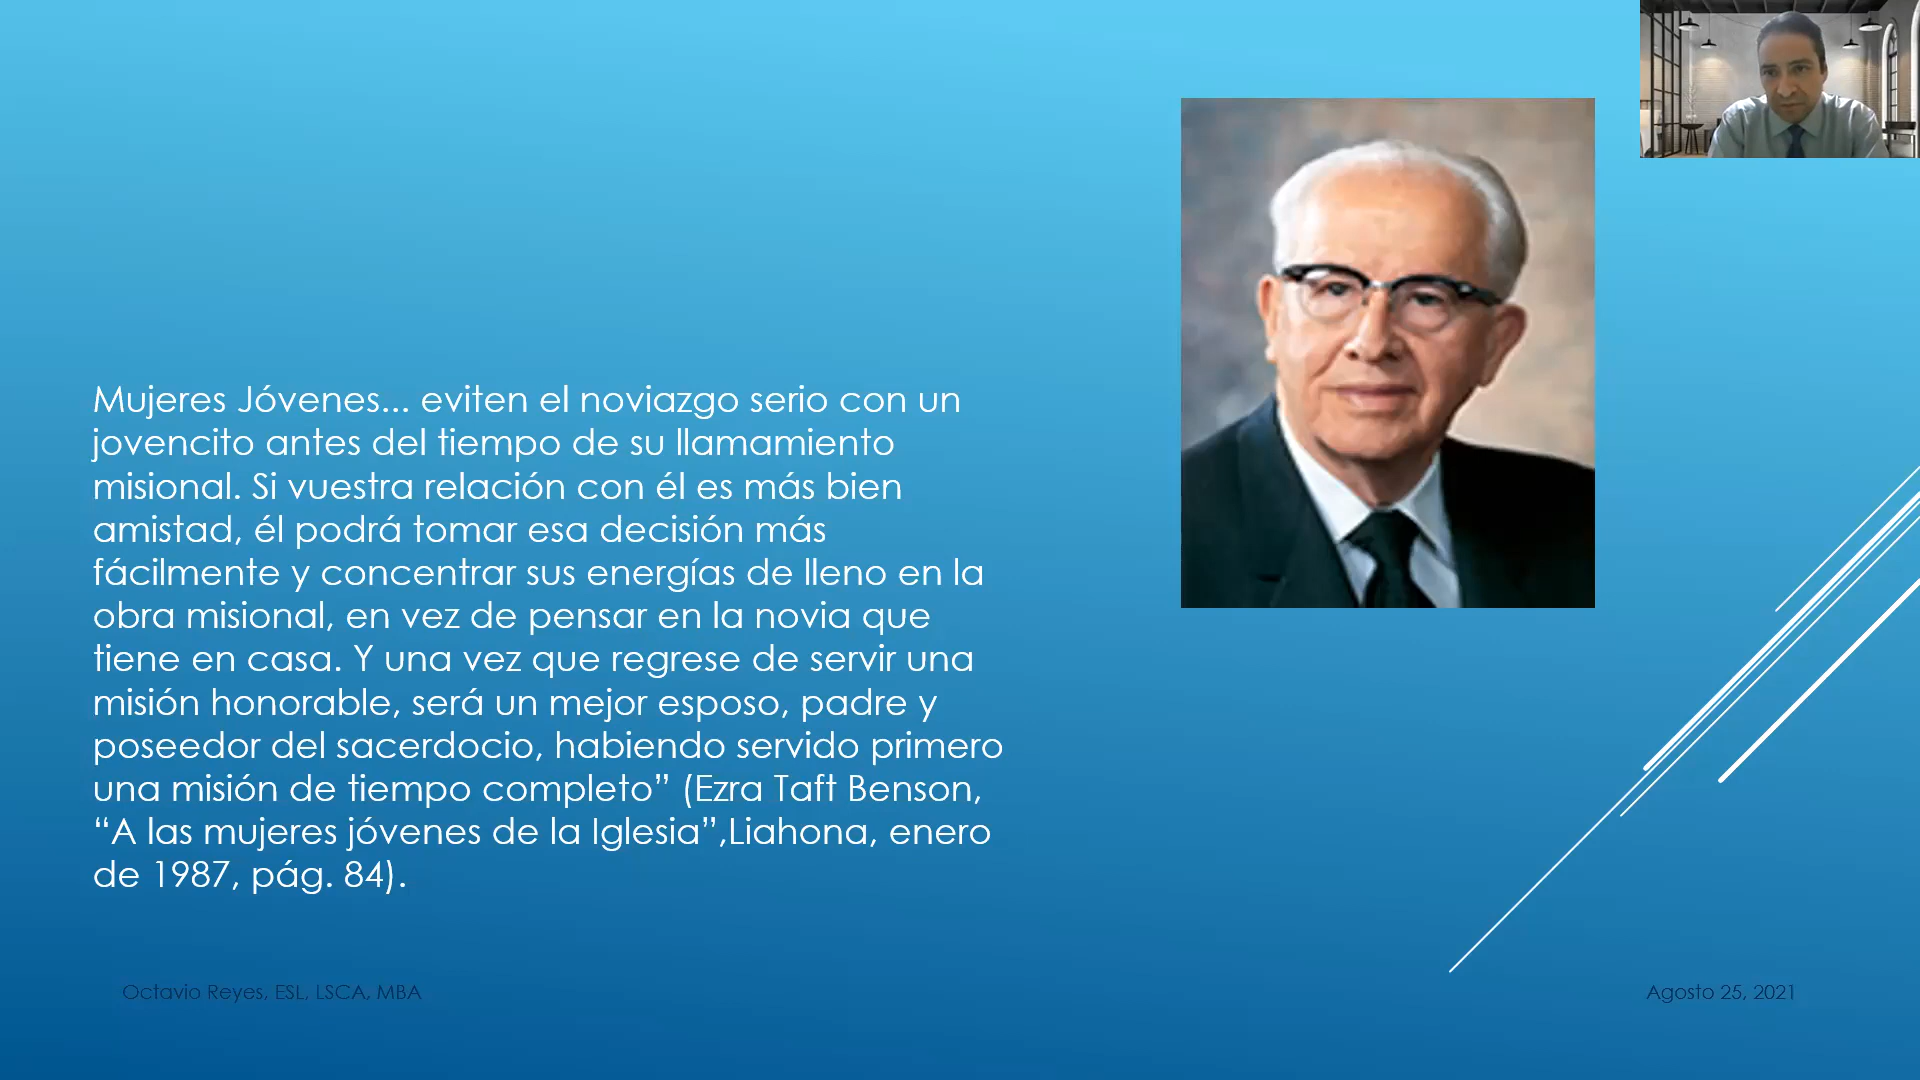 Mujeres Jóvenes... eviten el noviazgo serio con un
jovencito antes del tiempo de su llamamiento
misional. Si vuestra relación con él es más bien
amistad, él podrá tomar esa decisión más
fácilmente y concentrar sus energías de lleno en la
obra misional, en vez de pensar en la novia que
tiene en casa. Y una vez que regrese de servir una
misión honorable, será un mejor esposo, padre y
poseedor del sacerdocio, habiendo servido primero
una misión de tiempo completo” (Ezra Taft Benson,
“A las mujeres jóvenes de la Iglesia”,Liahona, enero
de 1987, pág. 84).
Octavio Reyes, ESL, LSCA, MBA
Agosto 25, 2021